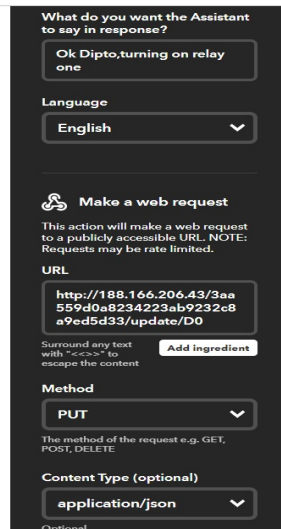 What do you want the Assistant
to say in response?
Ok Dipto,turning on relay
one
Language
English
Make a web request
This action will make a web request
to a publicly accessible URL. NOTE:
Requests may be rate limited.
URL
http://188.166.206.43/3aa
559d0a8234223ab9232c8
a9ed5d33/update/D0
Surround any text
with "<<>>" to
escape the content
Add ingredient
Method
PUT
The method of the request e.g. GET,
POST, DELETE
Content Type (optional)
application/json
Optional